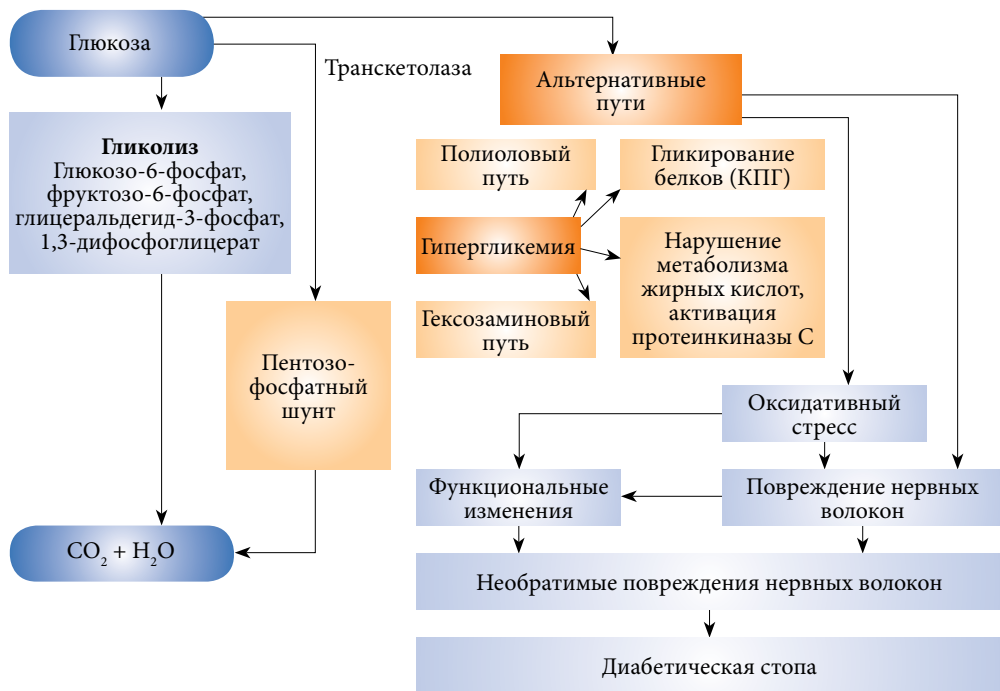 Глюкоза
Транскетолаза
Альтернативные
пути
Гликолиз
Глюкозо-6-фосфат,
фруктозо-6-фосфат,
глицеральдегид-3-фосфат,
1,3-дифосфоглицерат
Полиоловый
путь
Гликирование
белков (КПГ)
Гипергликемия
Нарушение
метаболизма
жирных кислот,
активация
протеинкиназы С
Гексозаминовый
путь
Пентозо-
фосфатный
шунт
Оксидативный
стресс
Функциональные
изменения
Повреждение нервных
волокон
CO₂ + H₂O
Необратимые повреждения нервных волокон
Диабетическая стопа